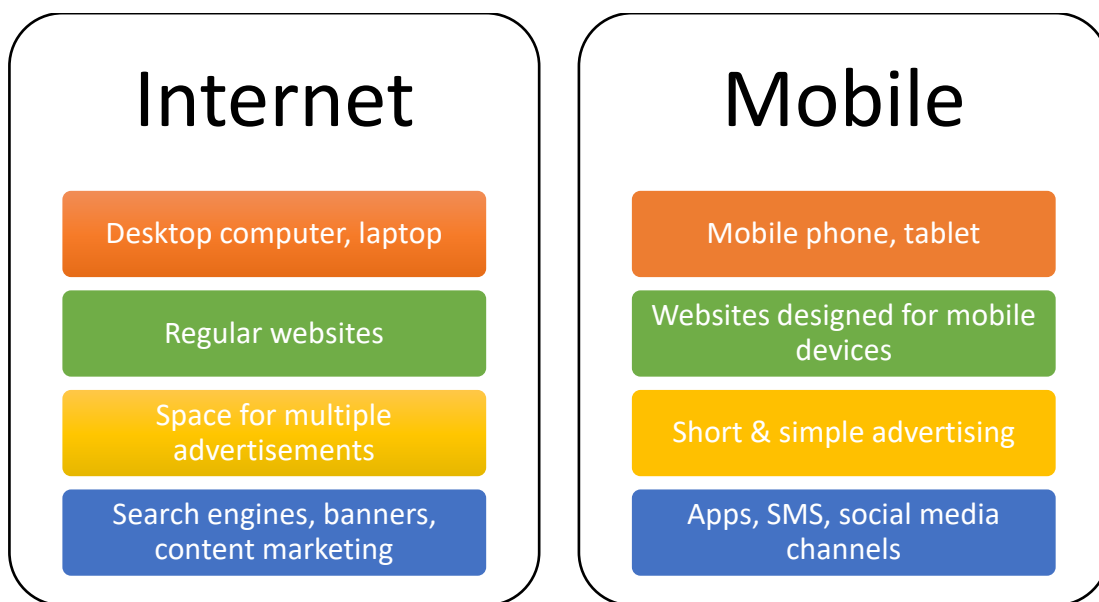 Internet
Desktop computer, laptop
Regular websites
Space for multiple
advertisements
Search engines, banners,
content marketing
Mobile
Mobile phone, tablet
Websites designed for mobile
devices
Short & simple advertising
Apps, SMS, social media
channels